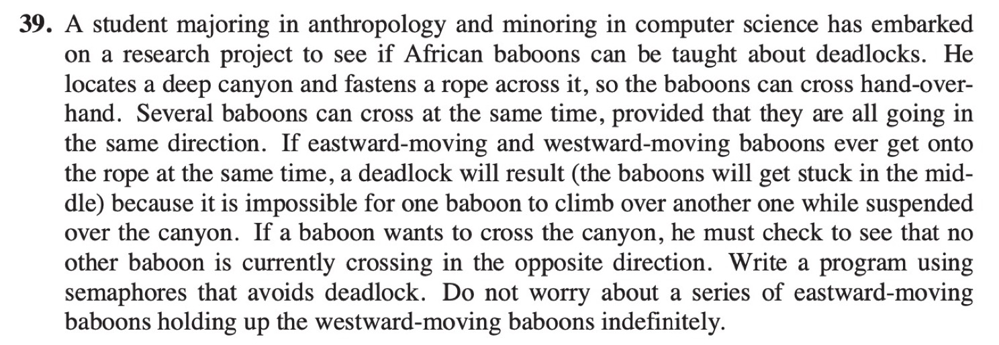 39. A student majoring in anthropology and minoring in computer science has embarked
on a research project to see if African baboons can be taught about deadlocks. He
locates a deep canyon and fastens a rope across it, so the baboons can cross hand-over-
hand. Several baboons can cross at the same time, provided that they are all going in
the same direction. If eastward-moving and westward-moving baboons ever get onto
the rope at the same time, a deadlock will result (the baboons will get stuck in the mid-
dle) because it is impossible for one baboon to climb over another one while suspended
over the canyon. If a baboon wants to cross the canyon, he must check to see that no
other baboon is currently crossing in the opposite direction. Write a program using
semaphores that avoids deadlock. Do not worry about a series of eastward-moving
baboons holding up the westward-moving baboons indefinitely.